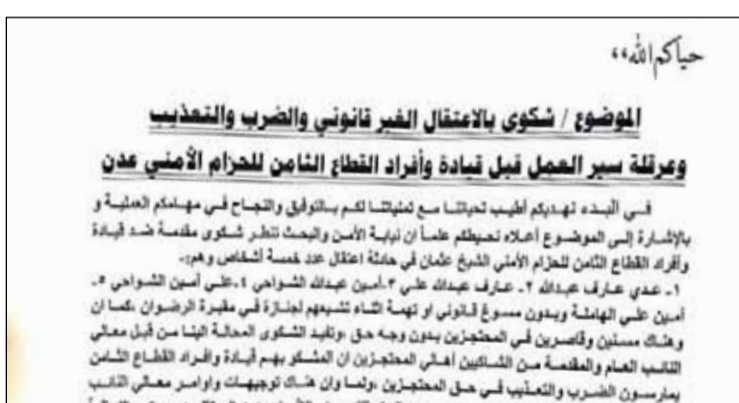 حياكم الله،،
الموضوع / شكوى بالاعتقال الغير قانوني والضرب والتعذيب
وعرقلة سير العمل قبل قيادة وأفراد القطاع الثامن للحزام الأمني عدن
في البدء نهديكم أطيب تحياتنا مع تمنياتنا لكم بالتوفيق والنجاح في مهامكم العملية و
بالإشارة إلى الموضوع أعلاه نحيطكم علماً ان نيابة الأمن والبحث تنظر شكوى مقدمة ضد قيادة
وأفراد القطاع الثامن للحزام الأمني الشيخ عثمان في حادثة اعتقال عدد خمسة أشخاص وهم:-
١- عدي عارف عبدالله ٢- عارف عبدالله علي ٣-أمين عبدالله الشواحي ٤-علي أمين الشواحي ٥-
أمين علي الهاملة وبدون مسوغ قانوني او تهمة اثناء تشييعهم لجنازة في مقبرة الرضوان ،كما ان
وهناك مسنين وقاصرين في المحتجزين بدون وجه حق ،وتفيد الشكوى المحالة الينا من قبل معالي
النائب العام والمقدمة من الشاكيين أهالي المحتجزين ان المشكو بهم قيادة وأفراد القطاع الثامن
يمارسون الضرب والتعذيب في حق المحتجزين ،ولما وان هناك توجيهات واوامر معالي النائب